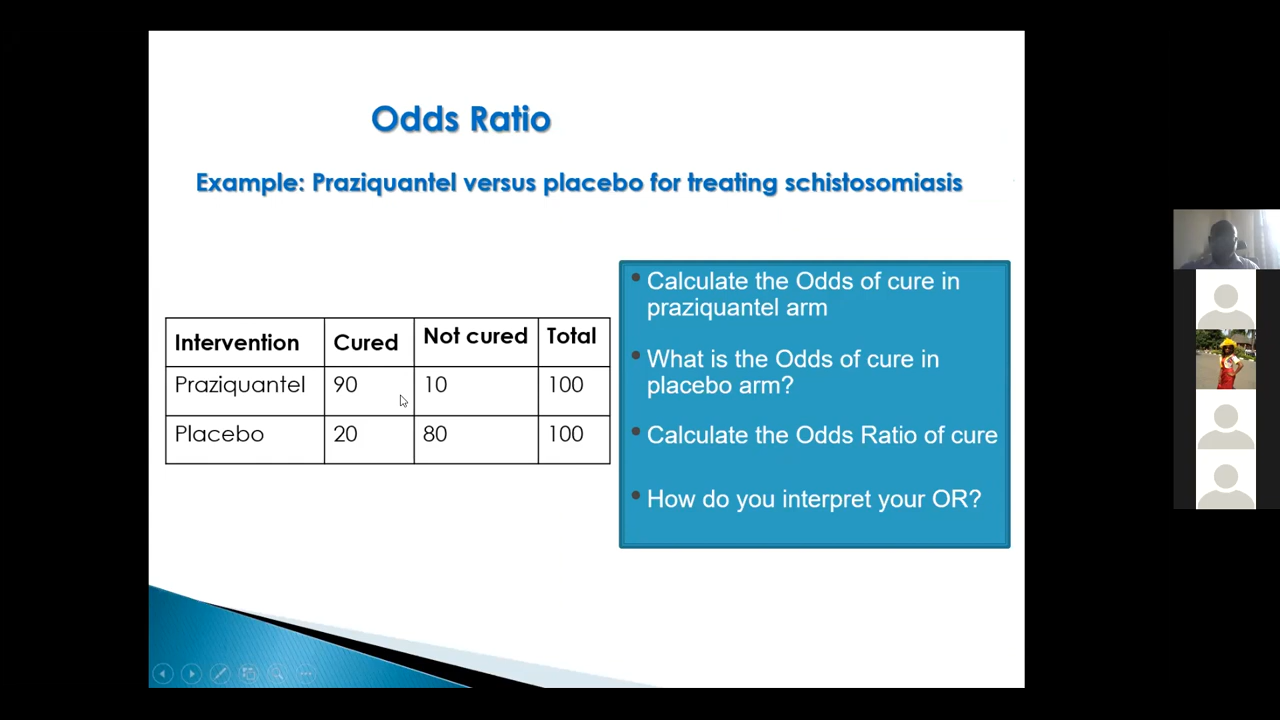 Odds Ratio
Example: Praziquantel versus placebo for treating schistosomiasis
Intervention Cured Not cured Total
Praziquantel 90 10 100
Placebo 20 80 100
• Calculate the Odds of cure in
praziquantel arm
• What is the Odds of cure in
placebo arm?
• Calculate the Odds Ratio of cure
• How do you interpret your OR?